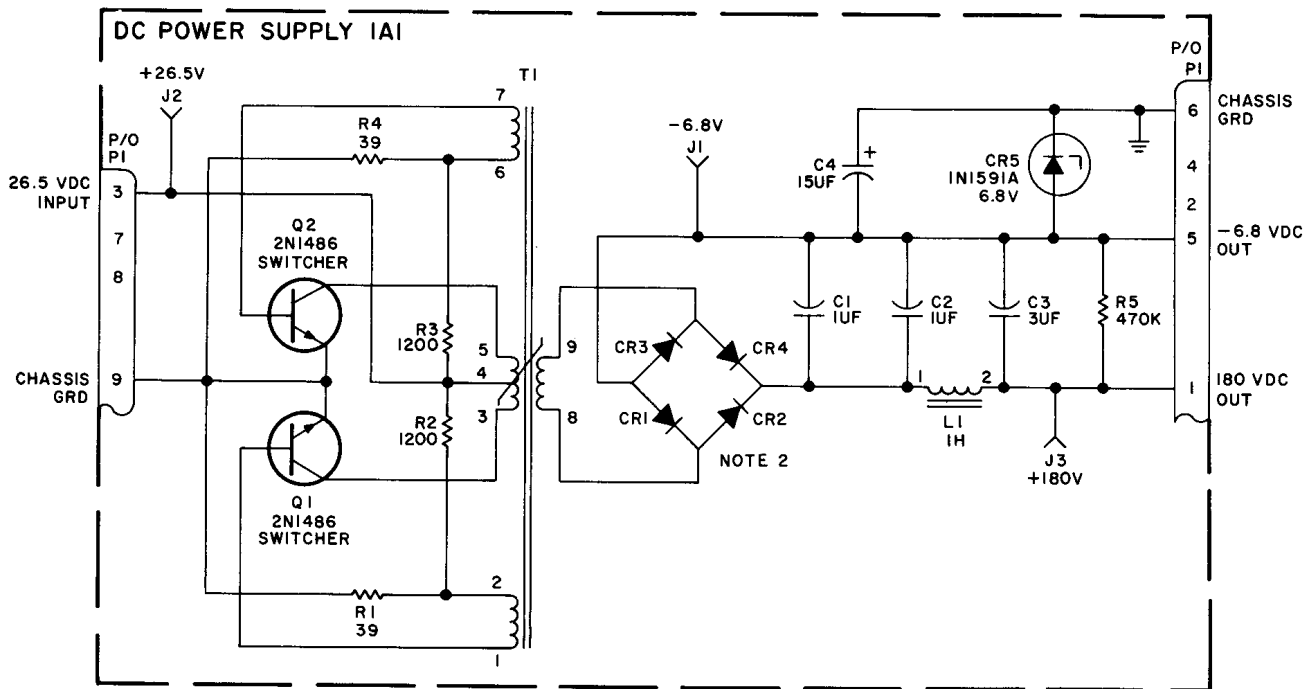 DC POWER SUPPLY 1A1
+26.5V
J2
P/O
P1
26.5 VDC
INPUT
3
7
8
CHASSIS
GRD
9
R4
39
Q2
2N1486
SWITCHER
Q1
2N1486
SWITCHER
R1
39
R3
1200
R2
1200
T1
7
6
5
4
3
2
1
9
8
CR3
CR4
CR1
CR2
NOTE 2
-6.8V
J1
C4
15UF
+
CR5
1N1591A
6.8V
C1
1UF
C2
1UF
C3
3UF
R5
470K
1
2
L1
1H
J3
+180V
P/O
P1
6
CHASSIS
GRD
4
2
5
-6.8 VDC
OUT
1
180 VDC
OUT